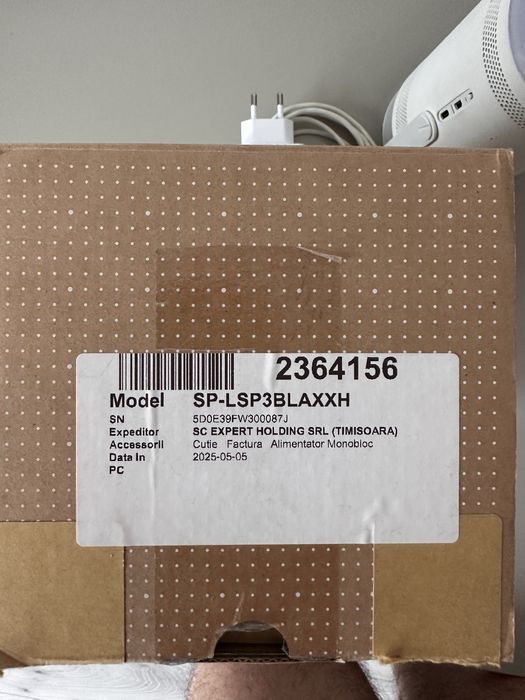 2364156
Model SP-LSP3BLAXXH
SN 5D0E39FW300087J
Expeditor SC EXPERT HOLDING SRL (TIMISOARA)
Accessorii Cutie Factura Alimentator Monobloc
Data In 2025-05-05
PC